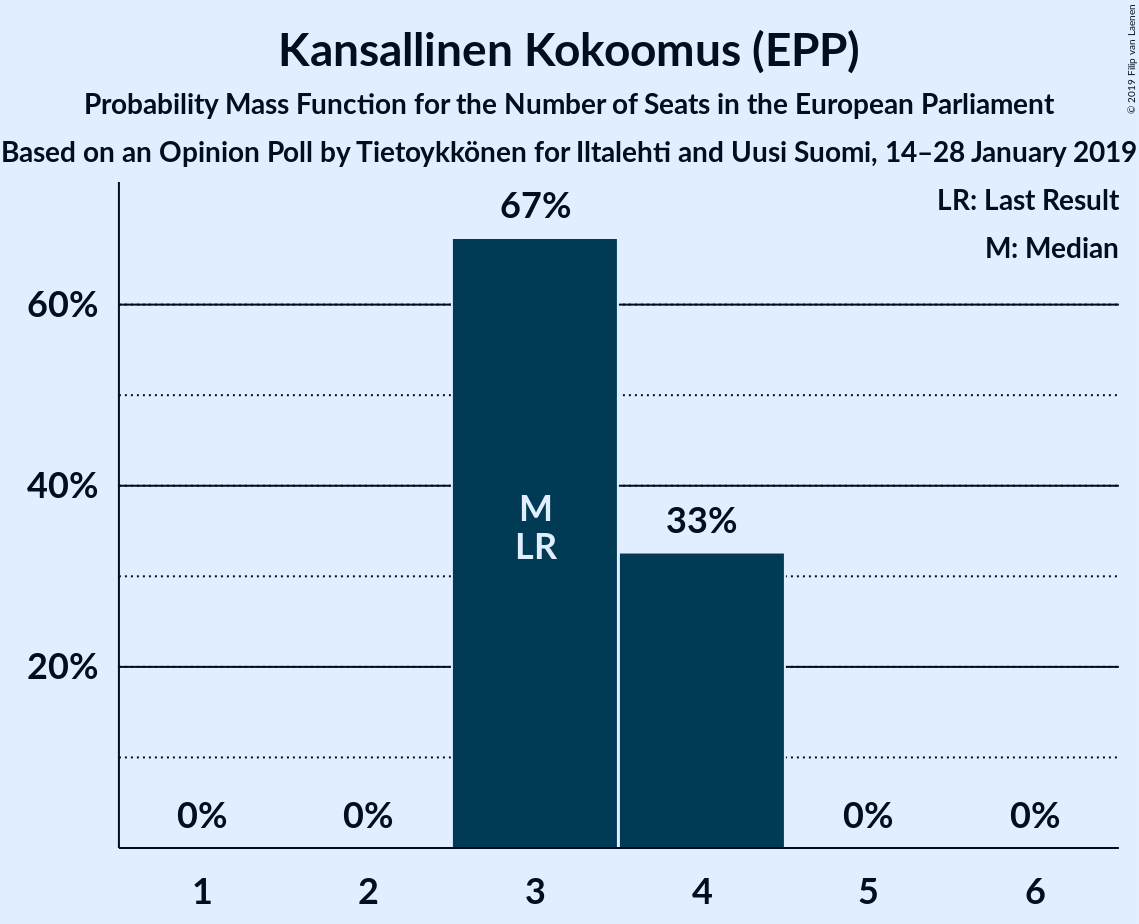 Kansallinen Kokoomus (EPP)
Probability Mass Function for the Number of Seats in the European Parliament
Based on an Opinion Poll by Tietoykkönen for Iltalehti and Uusi Suomi, 14–28 January 2019
© 2019 Filip van Laenen
LR: Last Result
M: Median
67%
60%
40%
M
LR
33%
20%
0%
0%
0%
0%
1
2
3
4
5
6